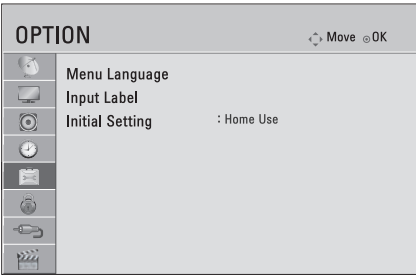 OPTION
Move OK
Menu Language
Input Label
Initial Setting : Home Use